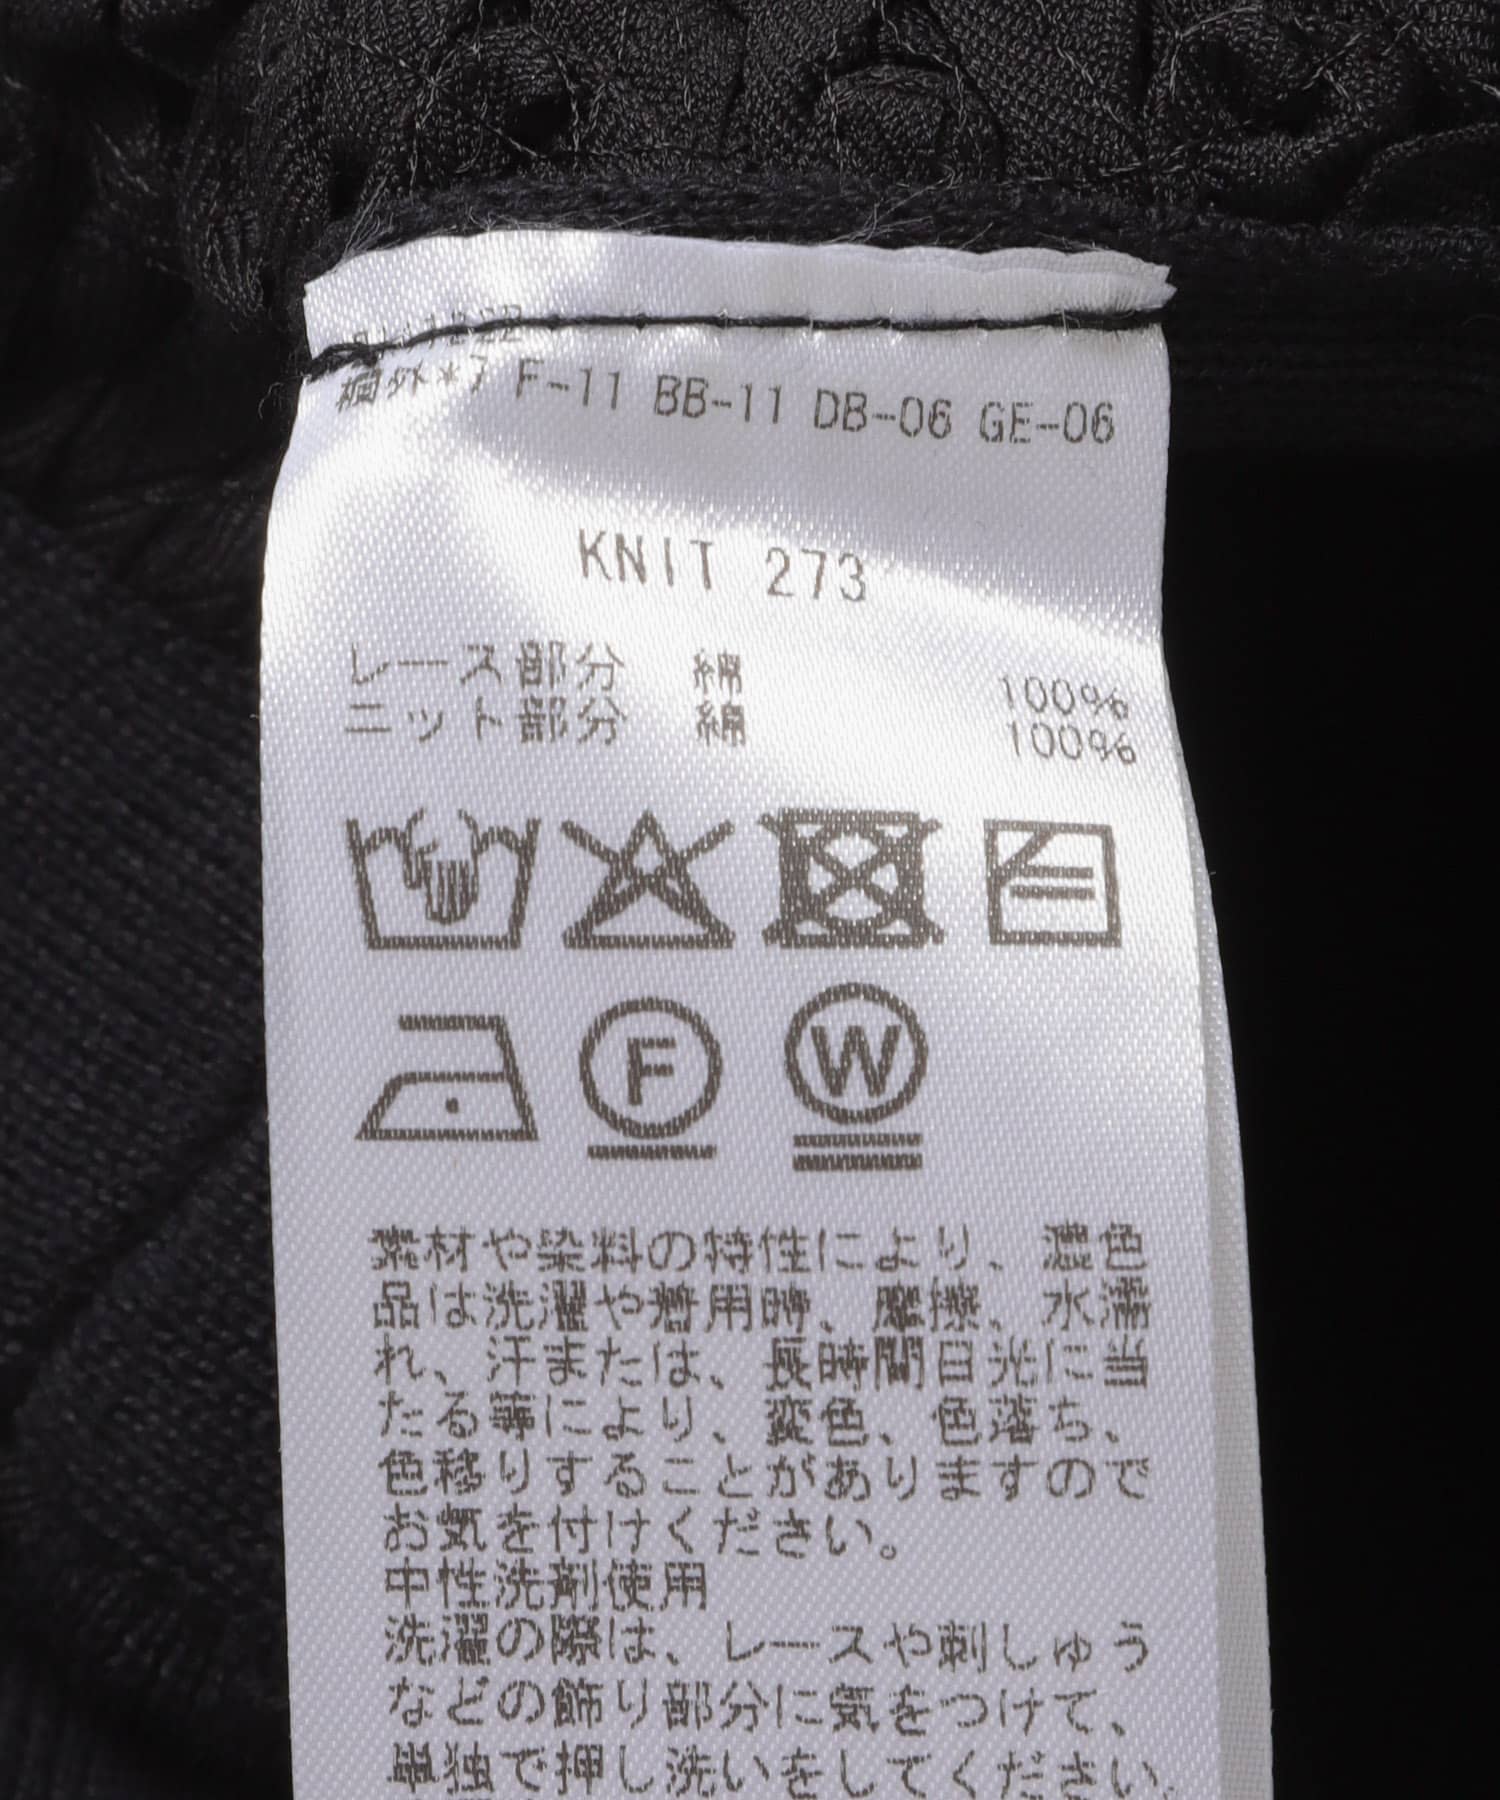 F-11 BB-11 DB-06 GE-06
KNIT 273
レース部分 綿 100%
ニット部分 綿 100%
F
W
素材や染料の特性により、濃色
品は洗濯や着用時、摩擦、水濡
れ、汗または、長時間日光に当
たる等により、変色、色落ち、
色移りすることがありますので
お気を付けください。
中性洗剤使用
洗濯の際は、レースや刺しゅう
などの飾り部分に気をつけて、
単独で押し洗いをしてください。